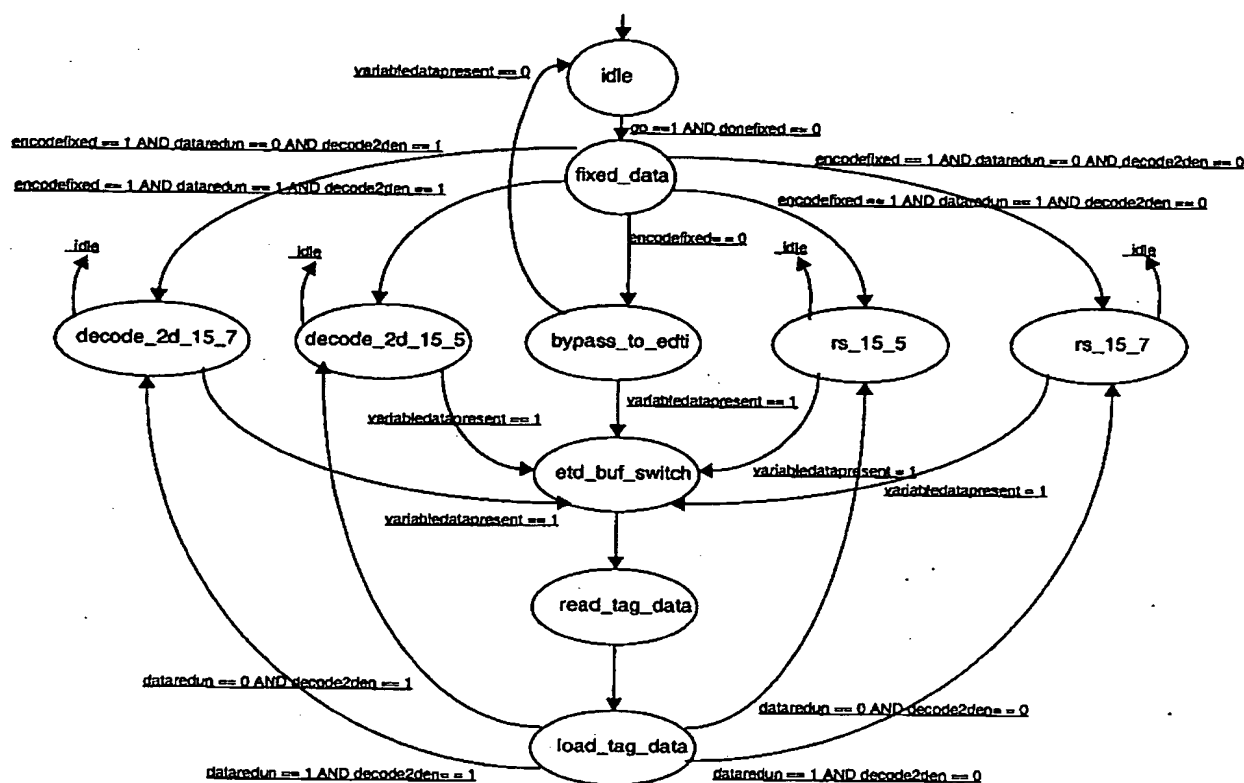 idle
variabledatapresent == 0
go ==1 AND donefixed == 0
encodefixed == 1 AND dataredun == 0 AND decode2den == 1
encodefixed == 1 AND dataredun == 0 AND decode2den == 0
fixed_data
encodefixed == 1 AND dataredun == 1 AND decode2den == 1
encodefixed == 1 AND dataredun == 1 AND decode2den == 0
encodefixed== 0
idle
idle
idle
idle
decode_2d_15_7
decode_2d_15_5
bypass_to_edti
rs_15_5
rs_15_7
variabledatapresent == 1
variabledatapresent == 1
etd_buf_switch
variabledatapresent = 1
variabledatapresent = 1
variabledatapresent == 1
read_tag_data
dataredun == 0 AND decode2den == 1
dataredun == 0 AND decode2den= = 0
load_tag_data
dataredun == 1 AND decode2den= = 1
dataredun == 1 AND decode2den == 0